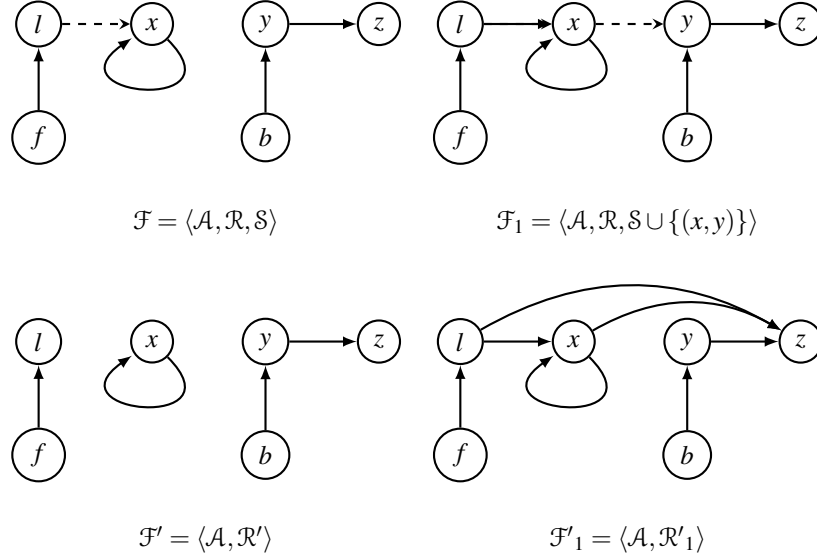 l x y z l x y z
f b f b
ℱ = ⟨𝒜, ℛ, 𝒮⟩ ℱ₁ = ⟨𝒜, ℛ, 𝒮 ∪ {(x, y)}⟩
l x y z l x y z
f b f b
ℱ′ = ⟨𝒜, ℛ′⟩ ℱ′₁ = ⟨𝒜, ℛ′₁⟩